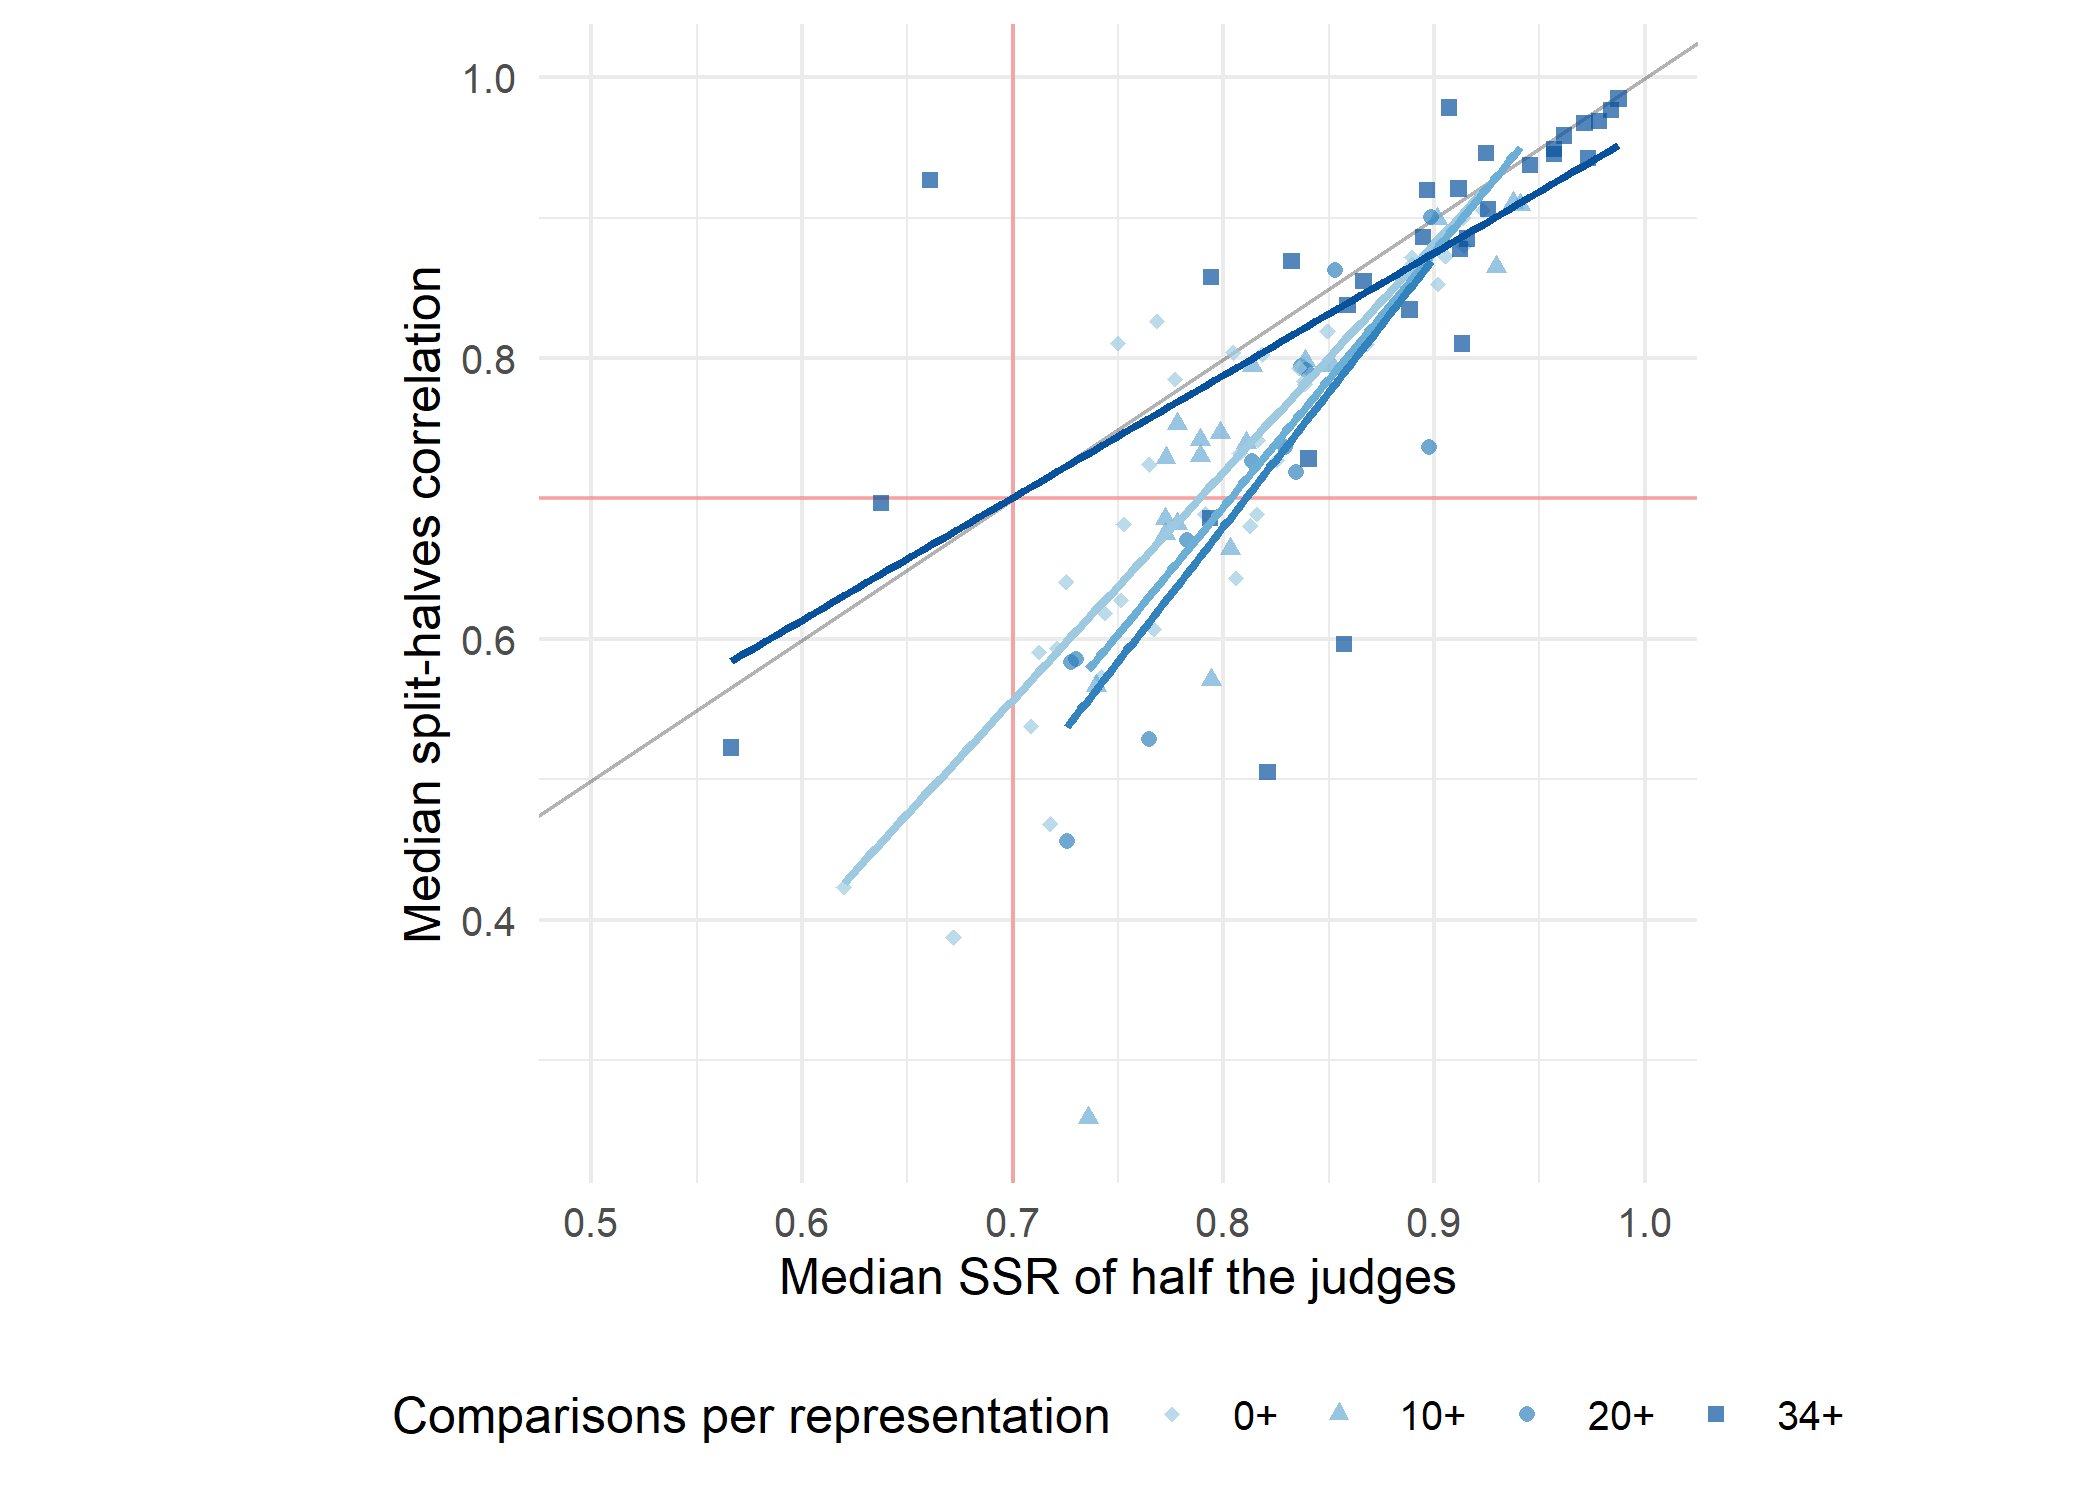 Median split-halves correlation
1.0
0.8
0.6
0.4
0.5 0.6 0.7 0.8 0.9 1.0
Median SSR of half the judges
Comparisons per representation 0+ 10+ 20+ 34+